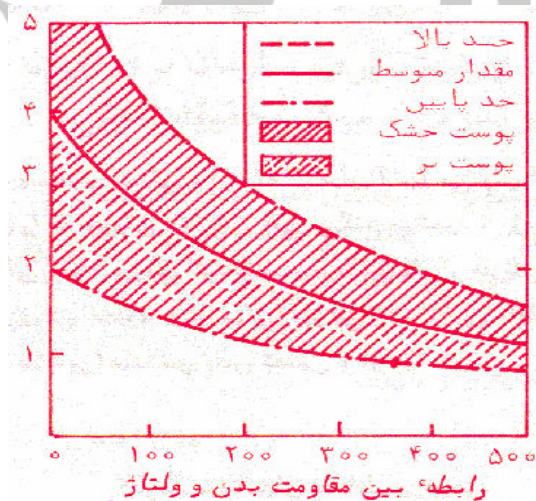 ۵
۴
۳
۲
۱
حد بالا
مقدار متوسط
حد پایین
پوست خشک
پوست تر
۰ ۱۰۰ ۲۰۰ ۳۰۰ ۴۰۰ ۵۰۰
رابطهٔ بین مقاومت بدن و ولتاژ